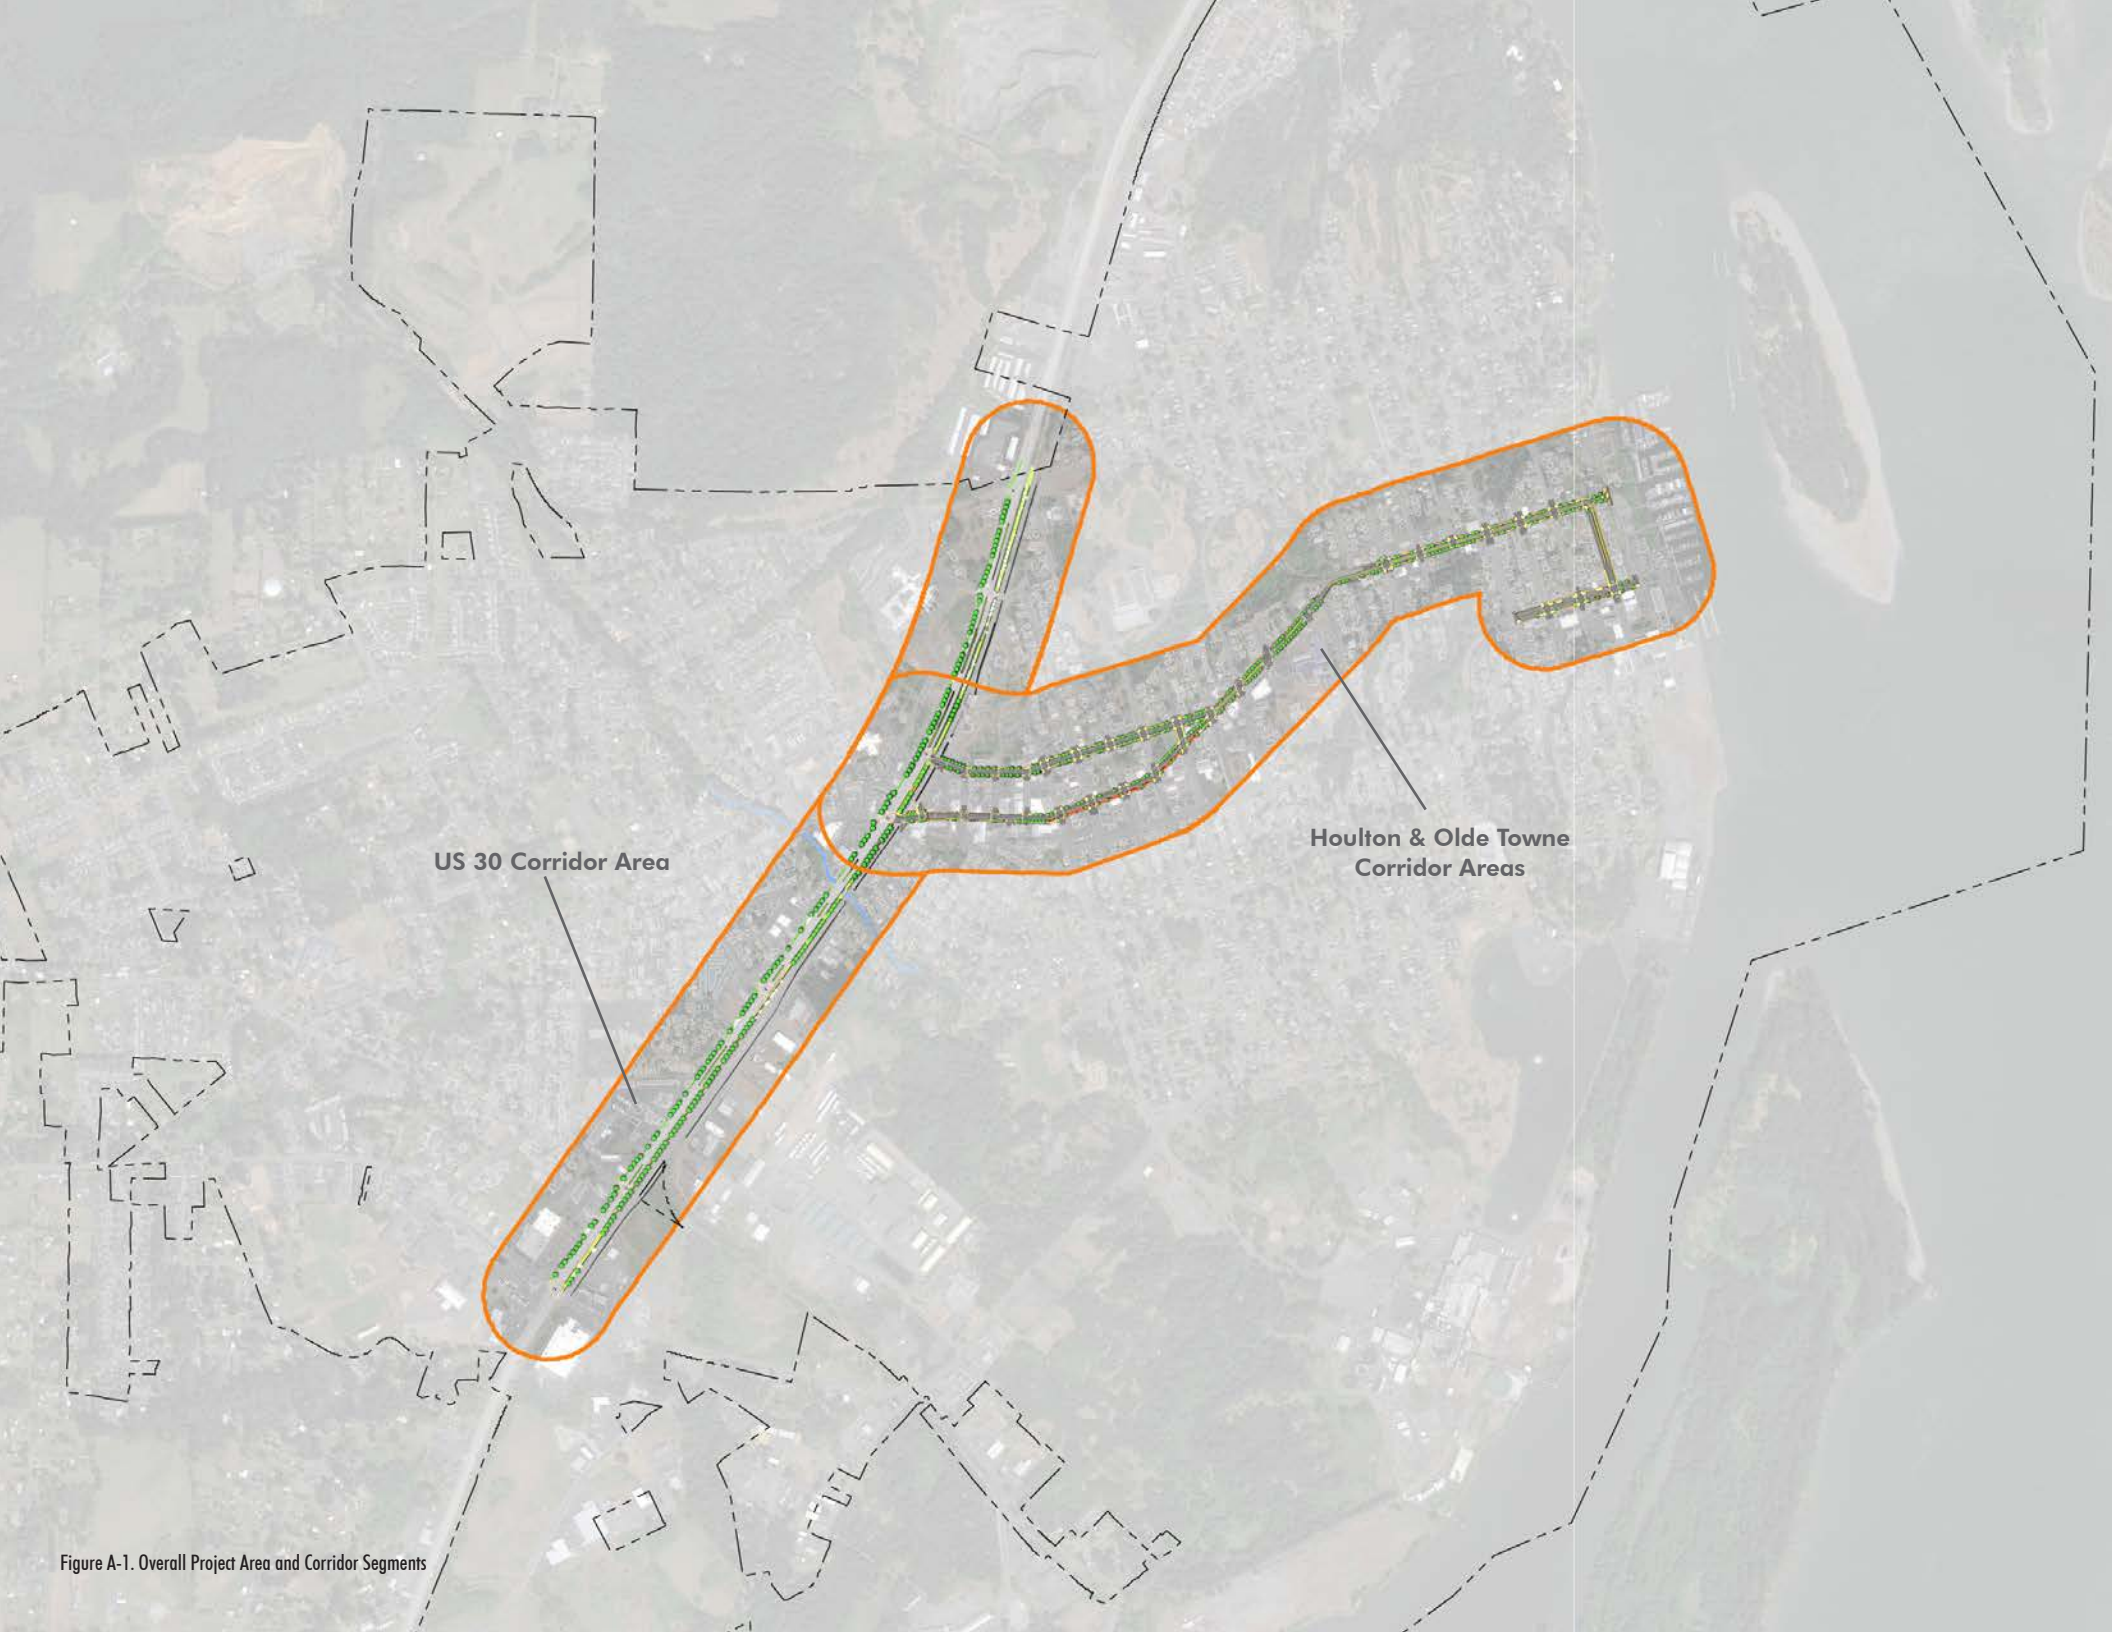 US 30 Corridor Area
Houlton & Olde Towne
Corridor Areas
Figure A-1. Overall Project Area and Corridor Segments